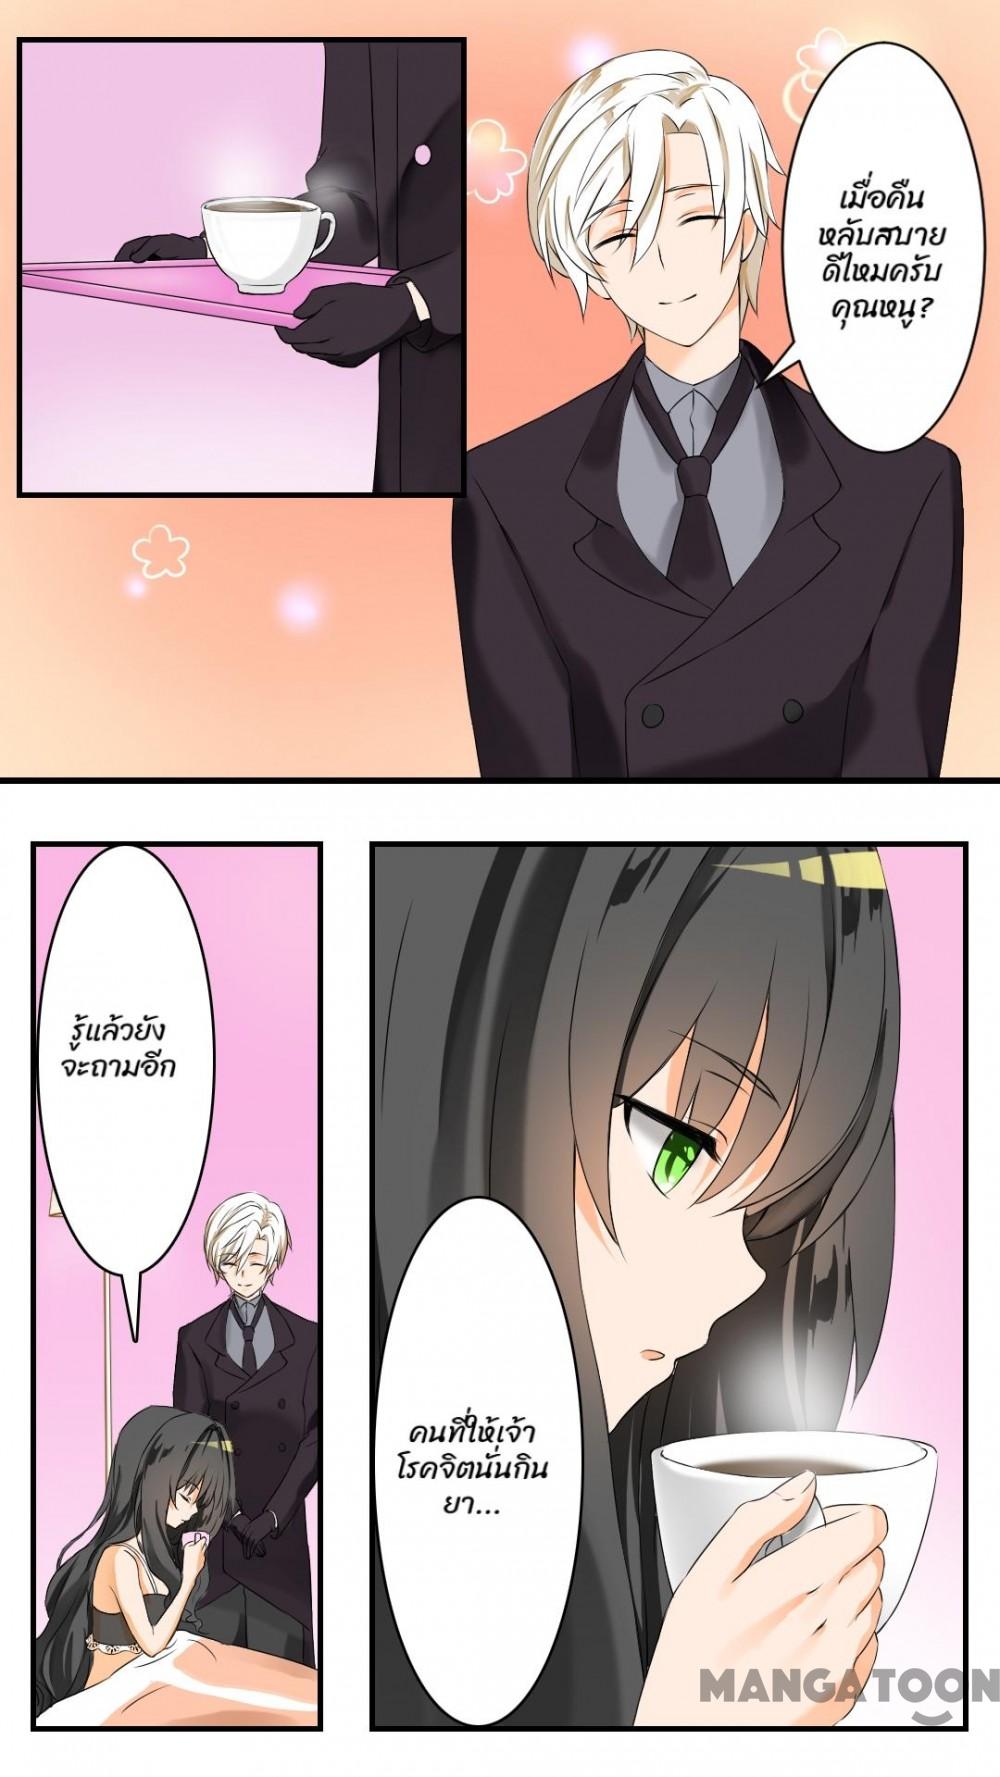 เมื่อคืน
หลับสบาย
ดีไหมครับ
คุณหนู?
รู้แล้วยัง
จะถามอีก
คนที่ให้เจ้า
โรคจิตนั่นกิน
ยา...
MANGATOON